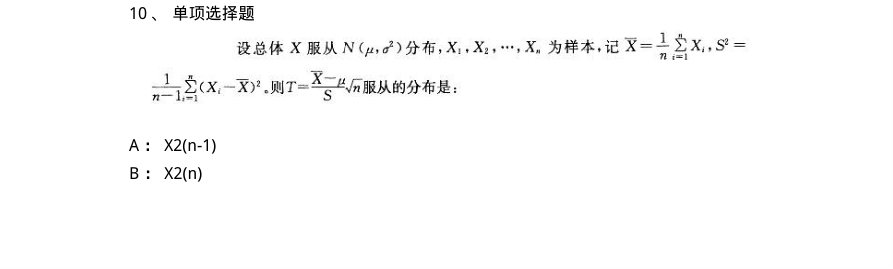 10 、 单项选择题
设总体 X 服从 N(μ,σ²)分布,X₁,X₂,…,Xₙ 为样本,记 X̄=1/n ∑ᵢ₌₁ⁿ Xᵢ,S²=
1/(n-1) ∑ᵢ₌₁ⁿ (Xᵢ-X̄)²。则T=(X̄-μ)/S √n服从的分布是:
A : X2(n-1)
B : X2(n)